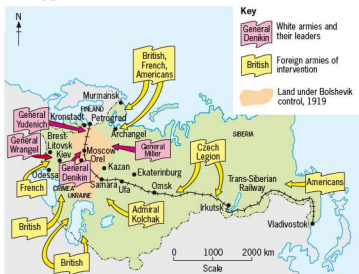 N
Key
General
Denikin
White armies and
their leaders
British
Foreign armies of
intervention
Land under Bolshevik
control, 1919
British,
French,
Americans
Murmansk
FINLAND
General
Yudenich
Kronstadt
Petrograd
Archangel
General
Wrangel
Brest-
Litovsk
Kiev
Moscow
Orel
General
Miller
SIBERIA
Czech
Legion
Odessa
General
Denikin
Kazan
Ekaterinburg
French
CRIMEA
UKRAINE
Samara
Ufa
Omsk
Trans-Siberian
Railway
Americans
Admiral
Kolchak
Irkutsk
Vladivostok
British
British
0 1000 2000 km
Scale